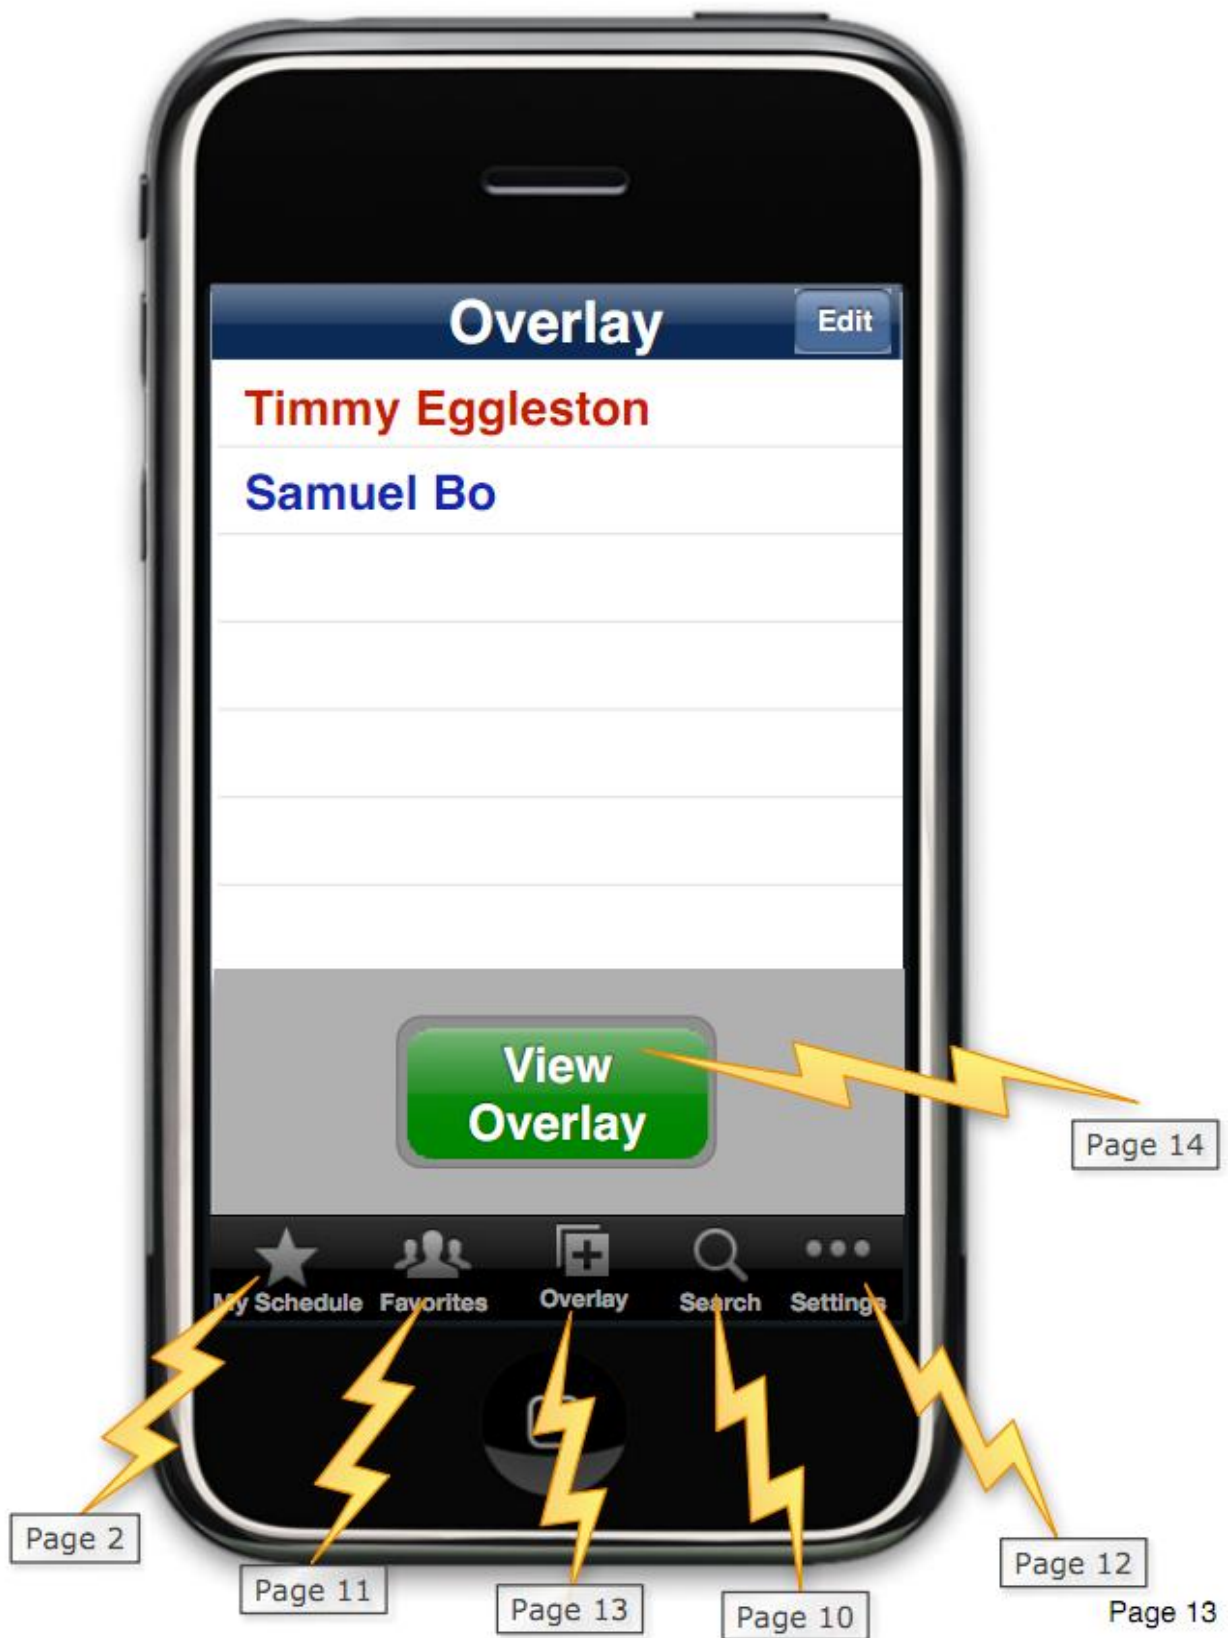 Overlay
Edit
Timmy Eggleston
Samuel Bo
View
Overlay
Page 14
My Schedule
Favorites
Overlay
Search
Settings
Page 2
Page 11
Page 13
Page 10
Page 12
Page 13